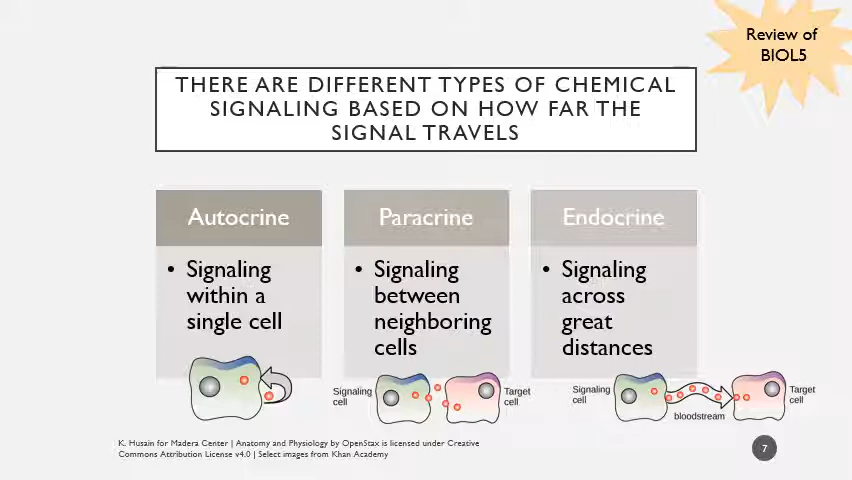 Review of
BIOL5
THERE ARE DIFFERENT TYPES OF CHEMICAL
SIGNALING BASED ON HOW FAR THE
SIGNAL TRAVELS
Autocrine
• Signaling
within a
single cell
Paracrine
• Signaling
between
neighboring
cells
Signaling
cell
Target
cell
Endocrine
• Signaling
across
great
distances
Signaling
cell
bloodstream
Target
cell
K. Husain for Madera Center | Anatomy and Physiology by OpenStax is licensed under Creative
Commons Attribution License v4.0 | Select images from Khan Academy
7